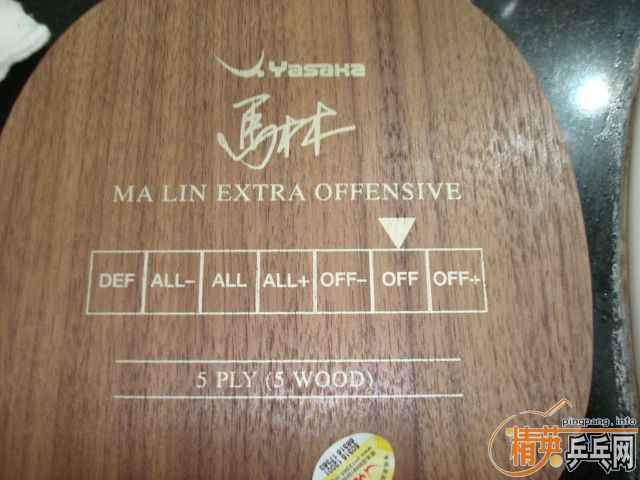 Yasaka
馬林
MA LIN EXTRA OFFENSIVE
DEF ALL- ALL ALL+ OFF- OFF OFF+
5 PLY (5 WOOD)
pingpang.info
精英乒乓网